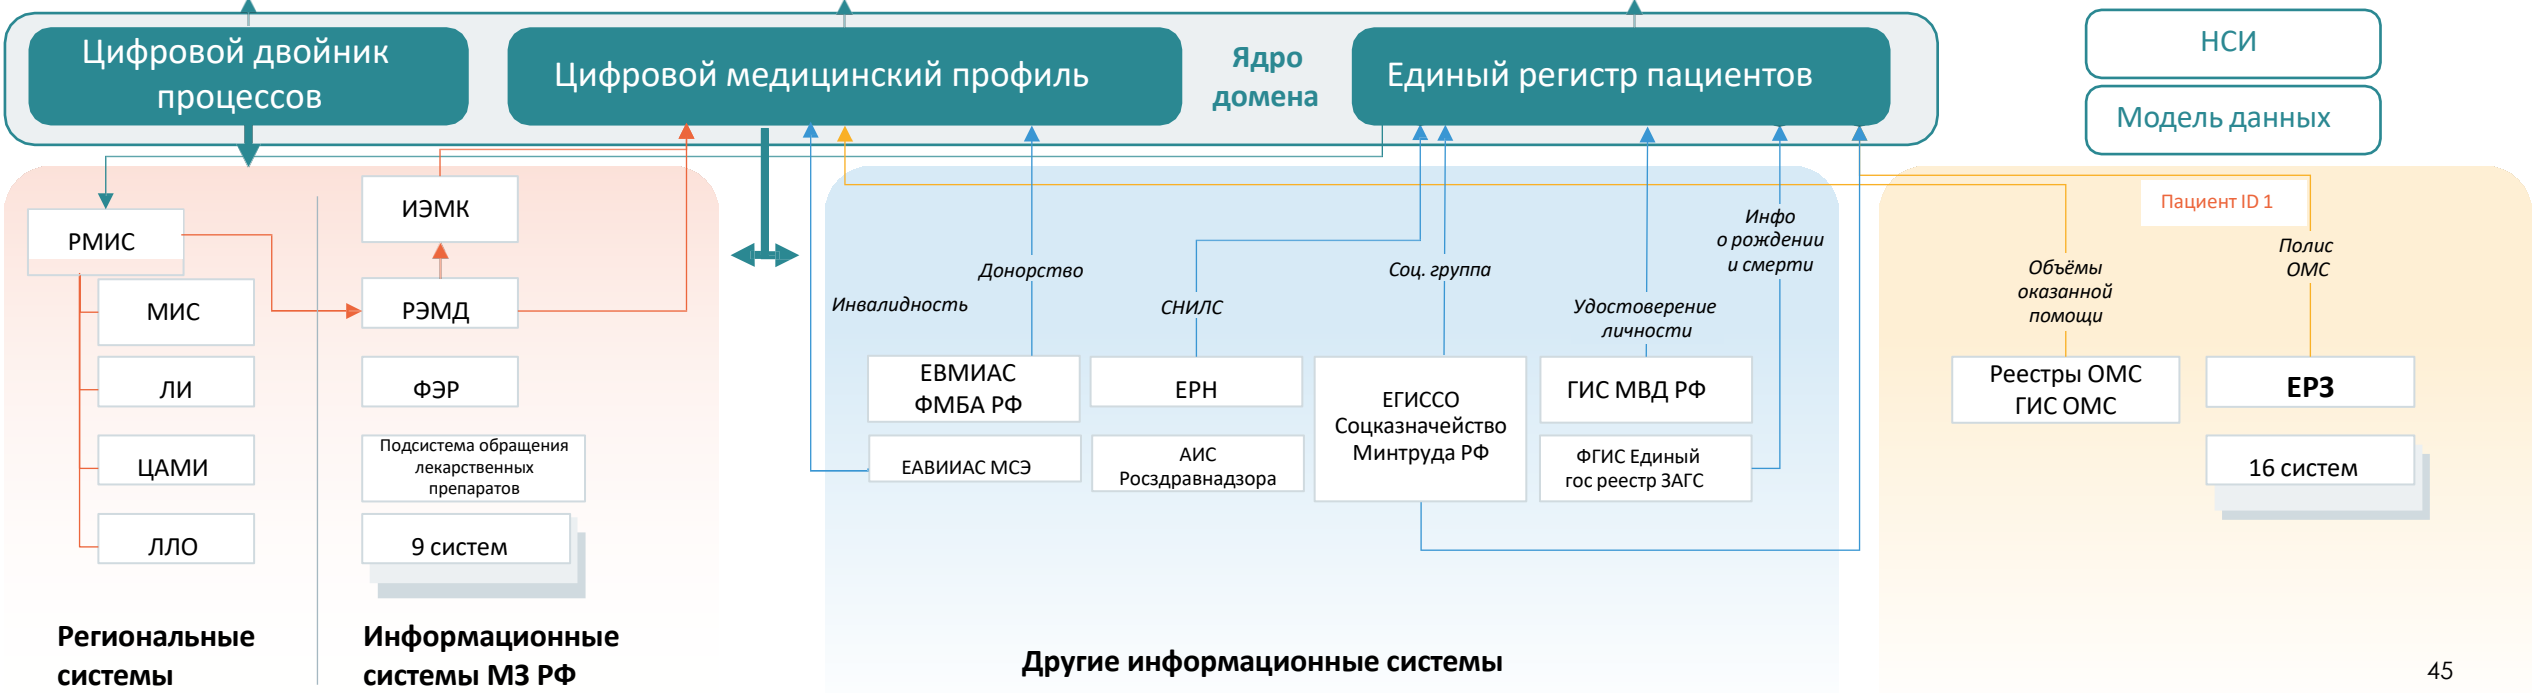 Цифровой двойник
процессов
Цифровой медицинский профиль
Ядро
домена
Единый регистр пациентов
НСИ
Модель данных
РМИС
МИС
ЛИ
ЦАМИ
ЛЛО
Региональные
системы
ИЭМК
РЭМД
ФЭР
Подсистема обращения
лекарственных
препаратов
9 систем
Информационные
системы МЗ РФ
Инвалидность
Донорство
СНИЛС
Соц. группа
Удостоверение
личности
Инфо
о рождении
и смерти
ЕВМИАС
ФМБА РФ
ЕАВИИАС МСЭ
ЕРН
АИС
Росздравнадзора
ЕГИССО
Соцказначейство
Минтруда РФ
ГИС МВД РФ
ФГИС Единый
гос реестр ЗАГС
Другие информационные системы
Пациент ID 1
Объёмы
оказанной
помощи
Полис
ОМС
Реестры ОМС
ГИС ОМС
ЕРЗ
16 систем
45